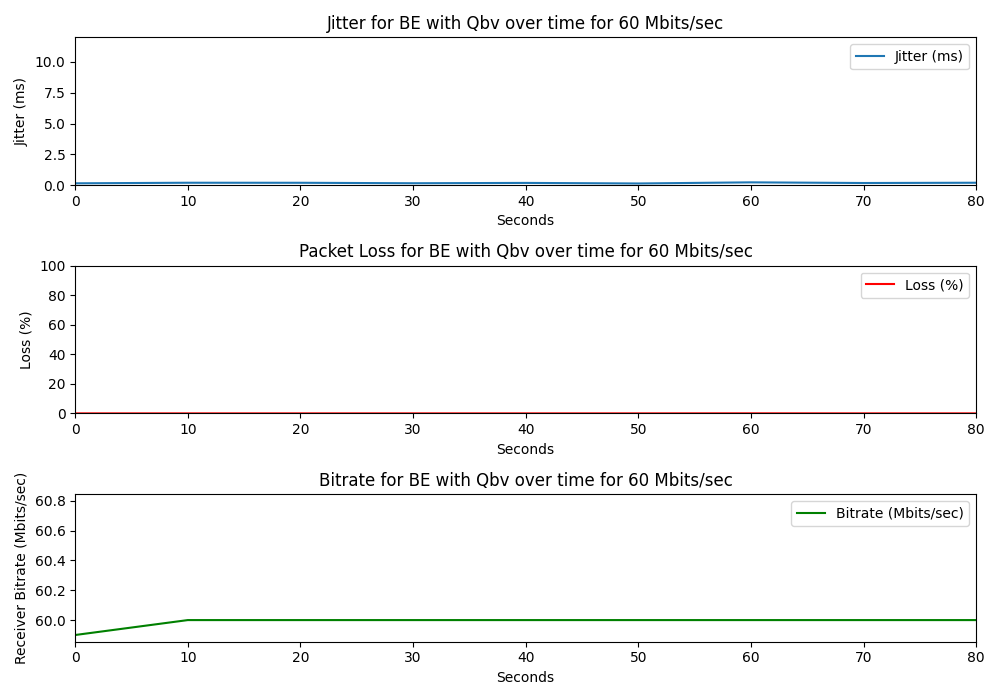 Jitter for BE with Qbv over time for 60 Mbits/sec
Jitter (ms)
10.0
7.5
5.0
2.5
0.0
Jitter (ms)
0 10 20 30 40 50 60 70 80
Seconds
Packet Loss for BE with Qbv over time for 60 Mbits/sec
Loss (%)
100
80
60
40
20
0
Loss (%)
0 10 20 30 40 50 60 70 80
Seconds
Bitrate for BE with Qbv over time for 60 Mbits/sec
Receiver Bitrate (Mbits/sec)
60.8
60.6
60.4
60.2
60.0
Bitrate (Mbits/sec)
0 10 20 30 40 50 60 70 80
Seconds